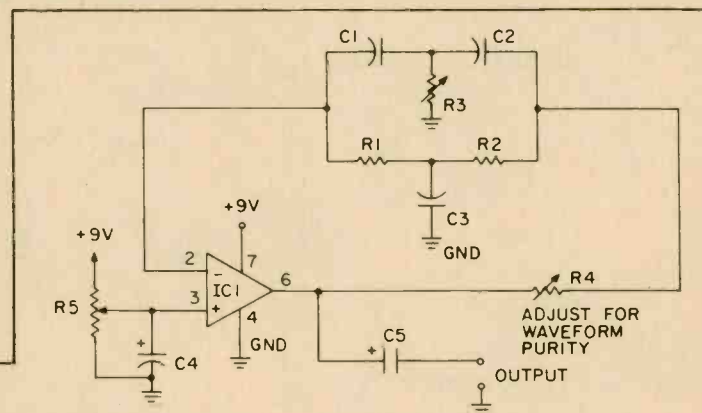 C1
C2
R3
R1
R2
C3
GND
+9V
+9V
2
7
6
IC1
R5
3
4
R4
ADJUST FOR
WAVEFORM
PURITY
-
+
+
C4
GND
+
C5
OUTPUT